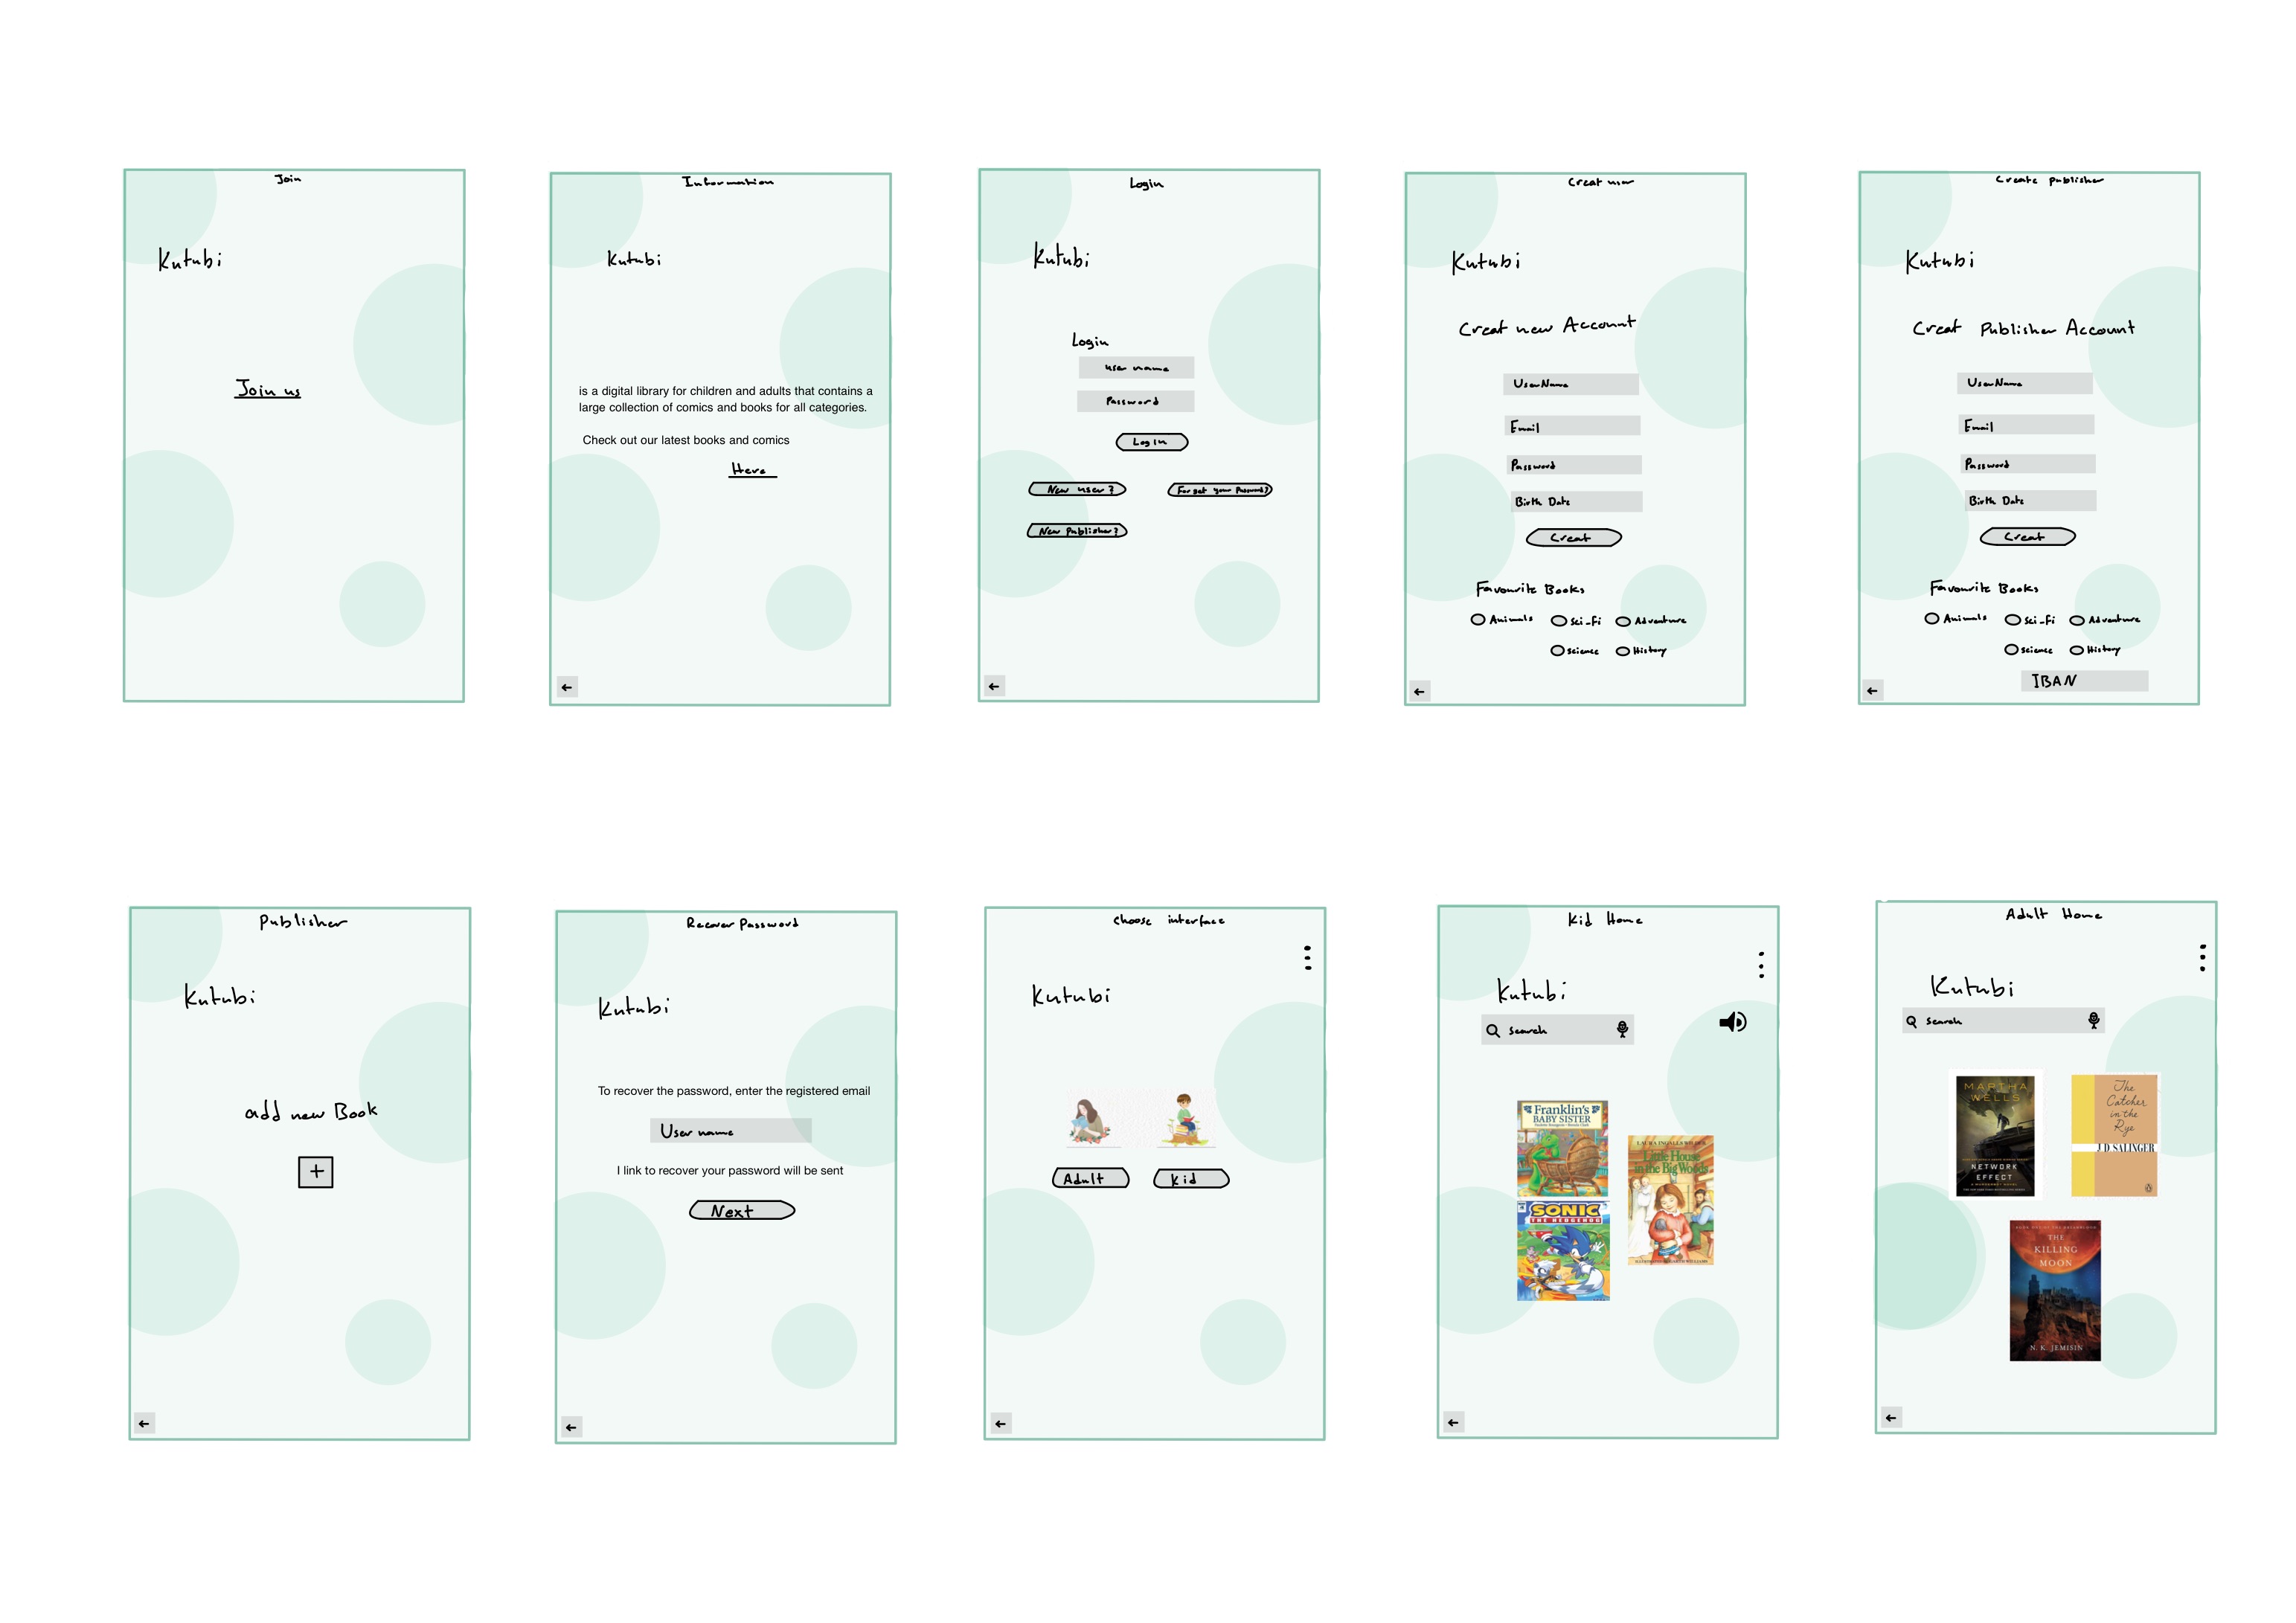 Join
Kutubi
Join us
Information
Kutubi
is a digital library for children and adults that contains a
large collection of comics and books for all categories.
Check out our latest books and comics
Here
Login
Kutubi
Login
user name
Password
Login
New user?
Forget your Password?
New Publisher?
Creat user
Kutubi
Creat new Account
UserName
Email
Password
Birth Date
Creat
Favourite Books
Animals
Sci-Fi
Adventure
Science
History
Create publisher
Kutubi
Creat Publisher Account
UserName
Email
Password
Birth Date
Creat
Favourite Books
Animals
Sci-Fi
Adventure
Science
History
IBAN
Publisher
Kutubi
add new Book
+
Recover Password
Kutubi
To recover the password, enter the registered email
User name
I link to recover your password will be sent
Next
Choose interface
Kutubi
Adult
Kid
Kid Home
Kutubi
Search
Franklin's
BABY SISTER
LAURA INGALLS WILDER
Little House
in the Big Woods
SONIC
THE HEDGEHOG
Adult Home
Kutubi
Search
MARTHA
WELLS
NETWORK
EFFECT
The
Catcher
in the
Rye
J D SALINGER
THE
KILLING
MOON
N. K. JEMISIN